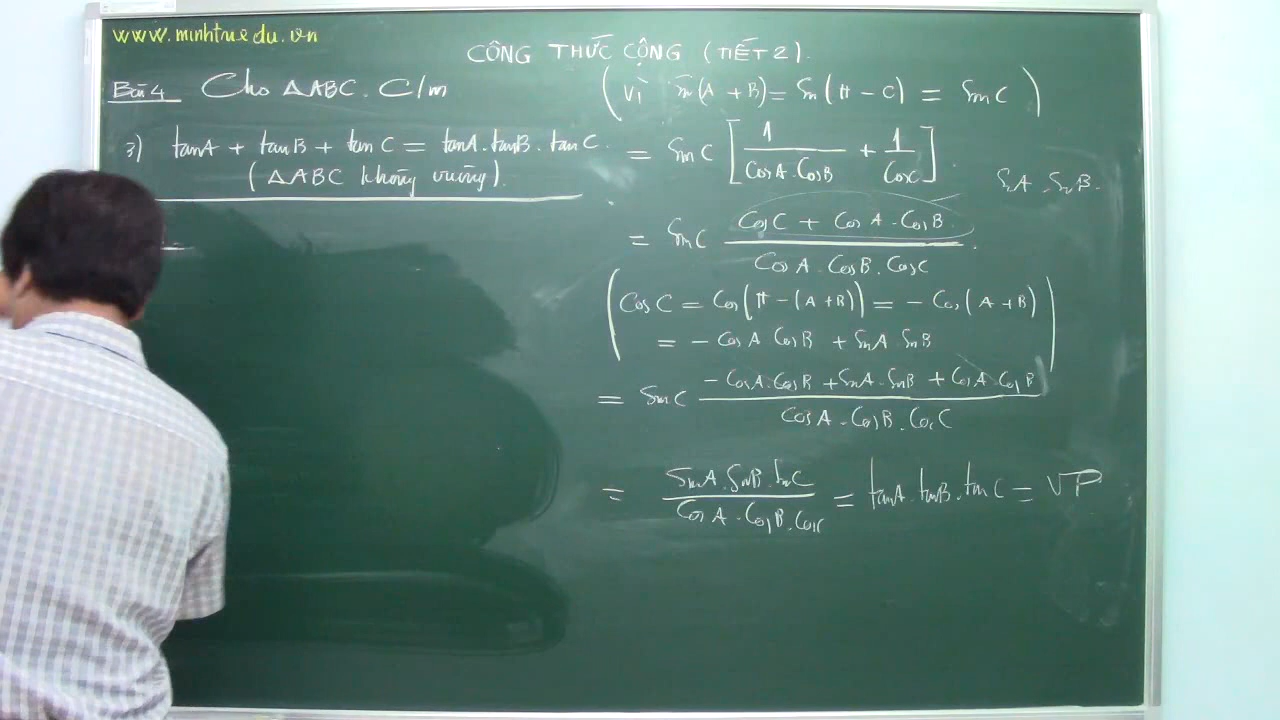 www.minhtrie du.vn
CÔNG THỨC CỘNG (TIẾT 2).
Bài 4 Cho ΔABC. C/m
3) tanA + tanB + tanC = tanA.tanB.tanC.
(ΔABC không vuông).
(Vì sin(A + B) = sin(π - C) = sinC)
= sinC [1/(cosA.cosB) + 1/cosC].
sinA.sinB.
= sinC (cosC + cosA.cosB)/(cosA.cosB.cosC).
(cosC = cos(π - (A+B)) = - cos(A+B)
= - cosA cosB + sinA sinB)
= sinC (- cosA.cosB + sinA.sinB + cosA.cosB)/(cosA.cosB.cosC)
= (sinA.sinB.sinC)/(cosA.cosB.cosC) = tanA.tanB.tanC = VP